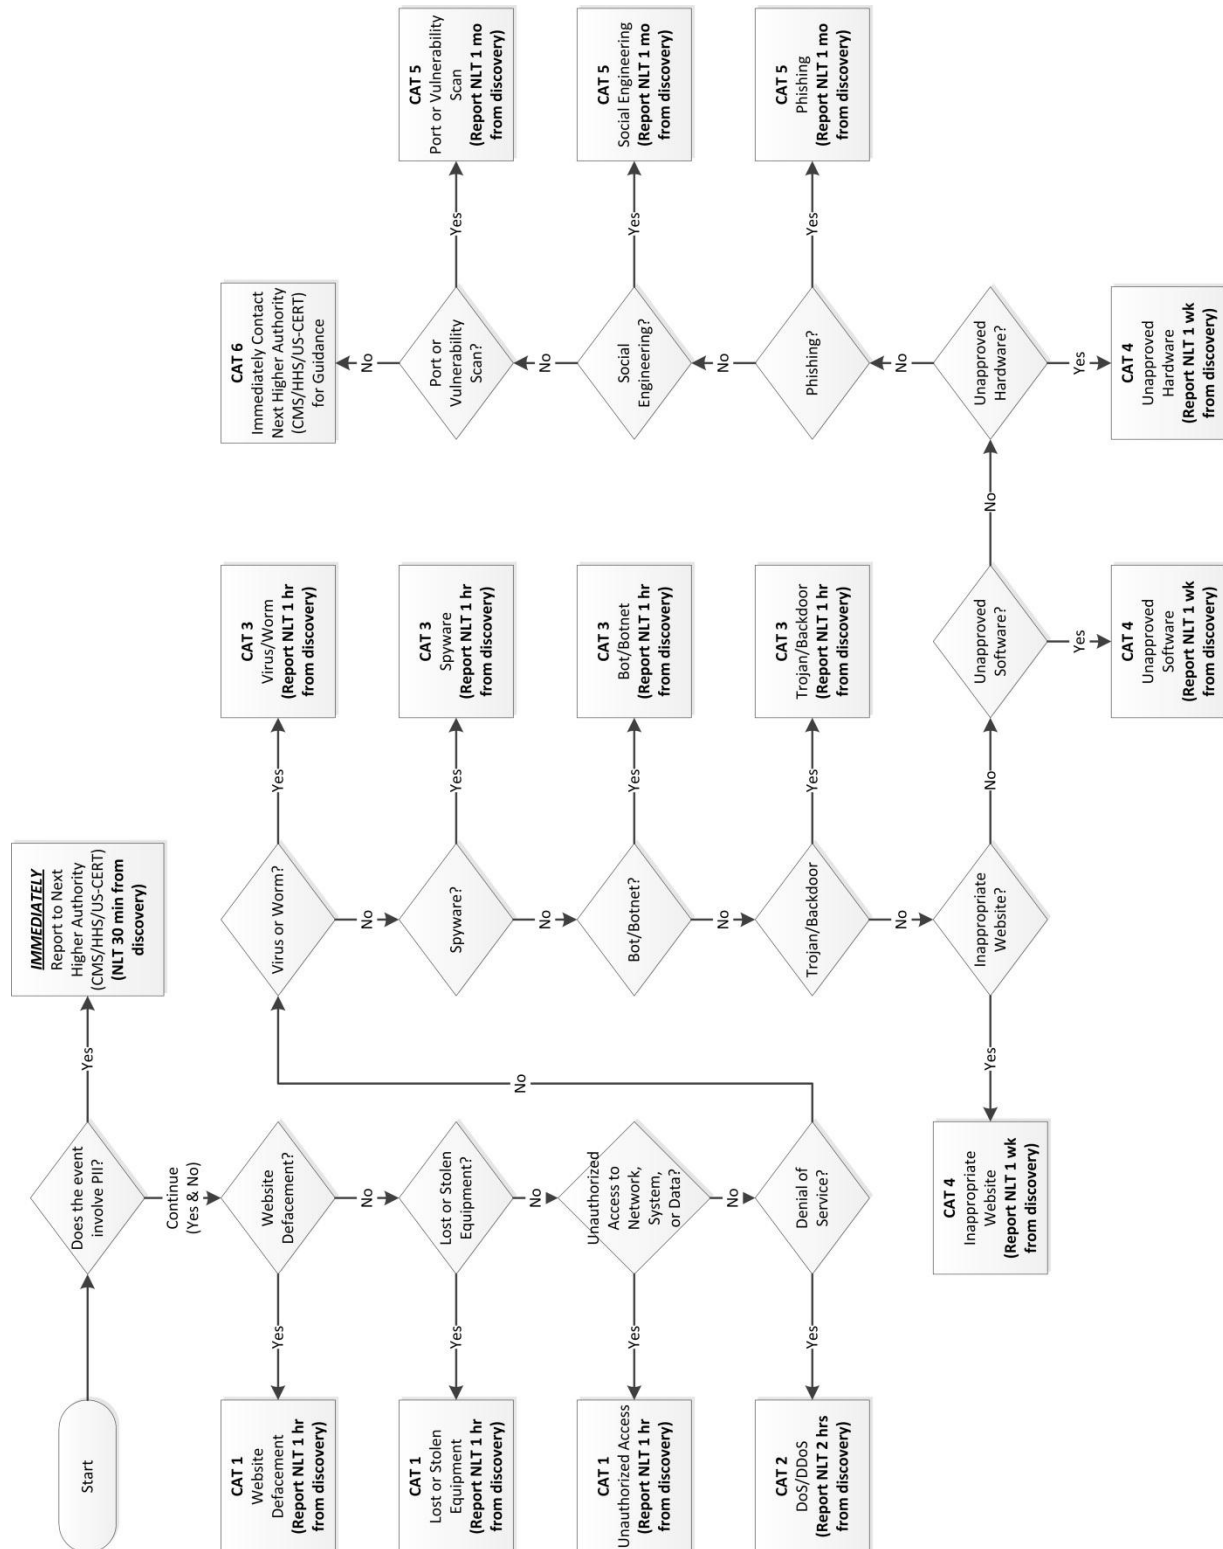 Start
Does the event
involve PII?
Yes
IMMEDIATELY
Report to Next
Higher Authority
(CMS/HHS/US-CERT)
(NLT 30 min from
discovery)
Continue
(Yes & No)
Website
Defacement?
Yes
CAT 1
Website
Defacement
(Report NLT 1 hr
from discovery)
No
Lost or Stolen
Equipment?
Yes
CAT 1
Lost or Stolen
Equipment
(Report NLT 1 hr
from discovery)
No
Unauthorized
Access to
Network,
System,
or Data?
Yes
CAT 1
Unauthorized Access
(Report NLT 1 hr
from discovery)
No
Denial of
Service?
Yes
CAT 2
DoS/DDoS
(Report NLT 2 hrs
from discovery)
No
Virus or Worm?
Yes
CAT 3
Virus/Worm
(Report NLT 1 hr
from discovery)
No
Spyware?
Yes
CAT 3
Spyware
(Report NLT 1 hr
from discovery)
No
Bot/Botnet?
Yes
CAT 3
Bot/Botnet
(Report NLT 1 hr
from discovery)
No
Trojan/Backdoor
Yes
CAT 3
Trojan/Backdoor
(Report NLT 1 hr
from discovery)
No
Inappropriate
Website?
Yes
CAT 4
Inappropriate
Website
(Report NLT 1 wk
from discovery)
No
Unapproved
Software?
Yes
CAT 4
Unapproved
Software
(Report NLT 1 wk
from discovery)
No
Unapproved
Hardware?
Yes
CAT 4
Unapproved
Hardware
(Report NLT 1 wk
from discovery)
No
Phishing?
Yes
CAT 5
Phishing
(Report NLT 1 mo
from discovery)
No
Social
Engineering?
Yes
CAT 5
Social Engineering
(Report NLT 1 mo
from discovery)
No
Port or
Vulnerability
Scan?
Yes
CAT 5
Port or Vulnerability
Scan
(Report NLT 1 mo
from discovery)
No
CAT 6
Immediately Contact
Next Higher Authority
(CMS/HHS/US-CERT)
for Guidance